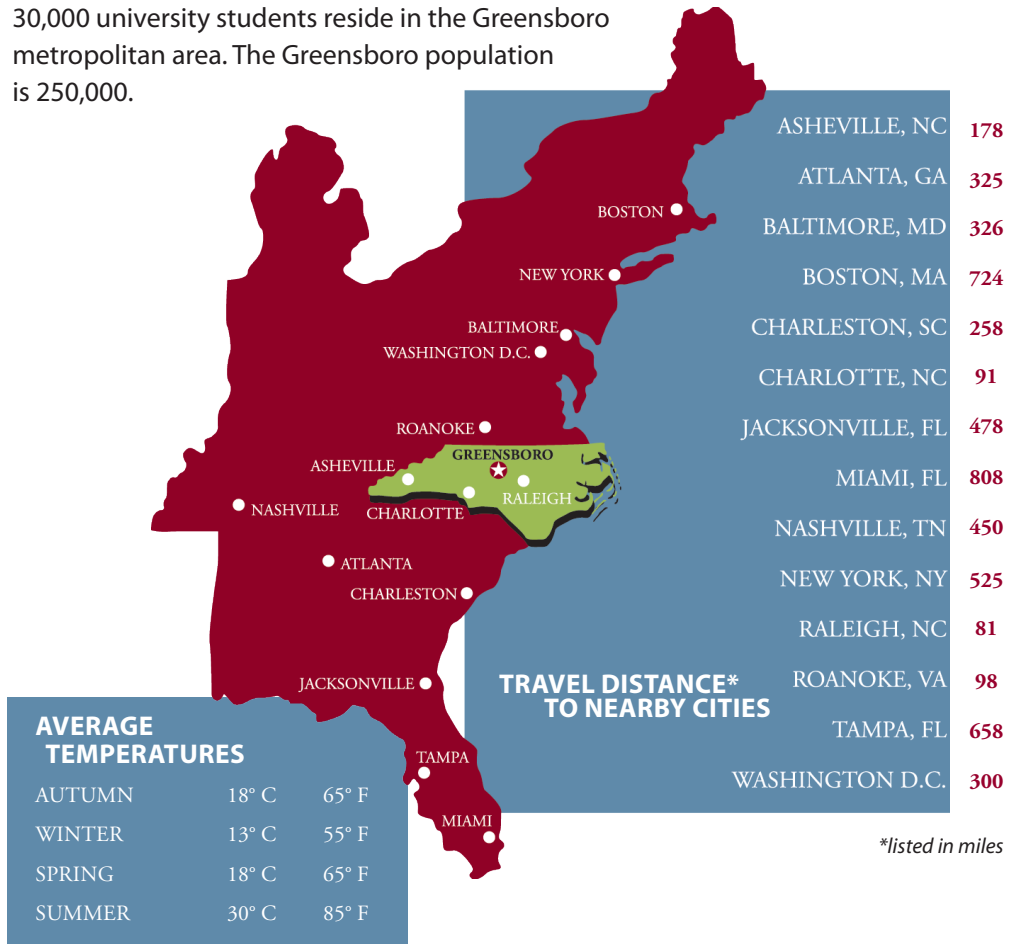 30,000 university students reside in the Greensboro
metropolitan area. The Greensboro population
is 250,000.
ASHEVILLE, NC 178
ATLANTA, GA 325
BALTIMORE, MD 326
BOSTON, MA 724
CHARLESTON, SC 258
CHARLOTTE, NC 91
JACKSONVILLE, FL 478
MIAMI, FL 808
NASHVILLE, TN 450
NEW YORK, NY 525
RALEIGH, NC 81
ROANOKE, VA 98
TAMPA, FL 658
WASHINGTON D.C. 300
TRAVEL DISTANCE*
TO NEARBY CITIES
*listed in miles
BOSTON
NEW YORK
BALTIMORE
WASHINGTON D.C.
ROANOKE
GREENSBORO
ASHEVILLE
RALEIGH
CHARLOTTE
NASHVILLE
ATLANTA
CHARLESTON
JACKSONVILLE
TAMPA
MIAMI
AVERAGE
TEMPERATURES
AUTUMN 18° C 65° F
WINTER 13° C 55° F
SPRING 18° C 65° F
SUMMER 30° C 85° F